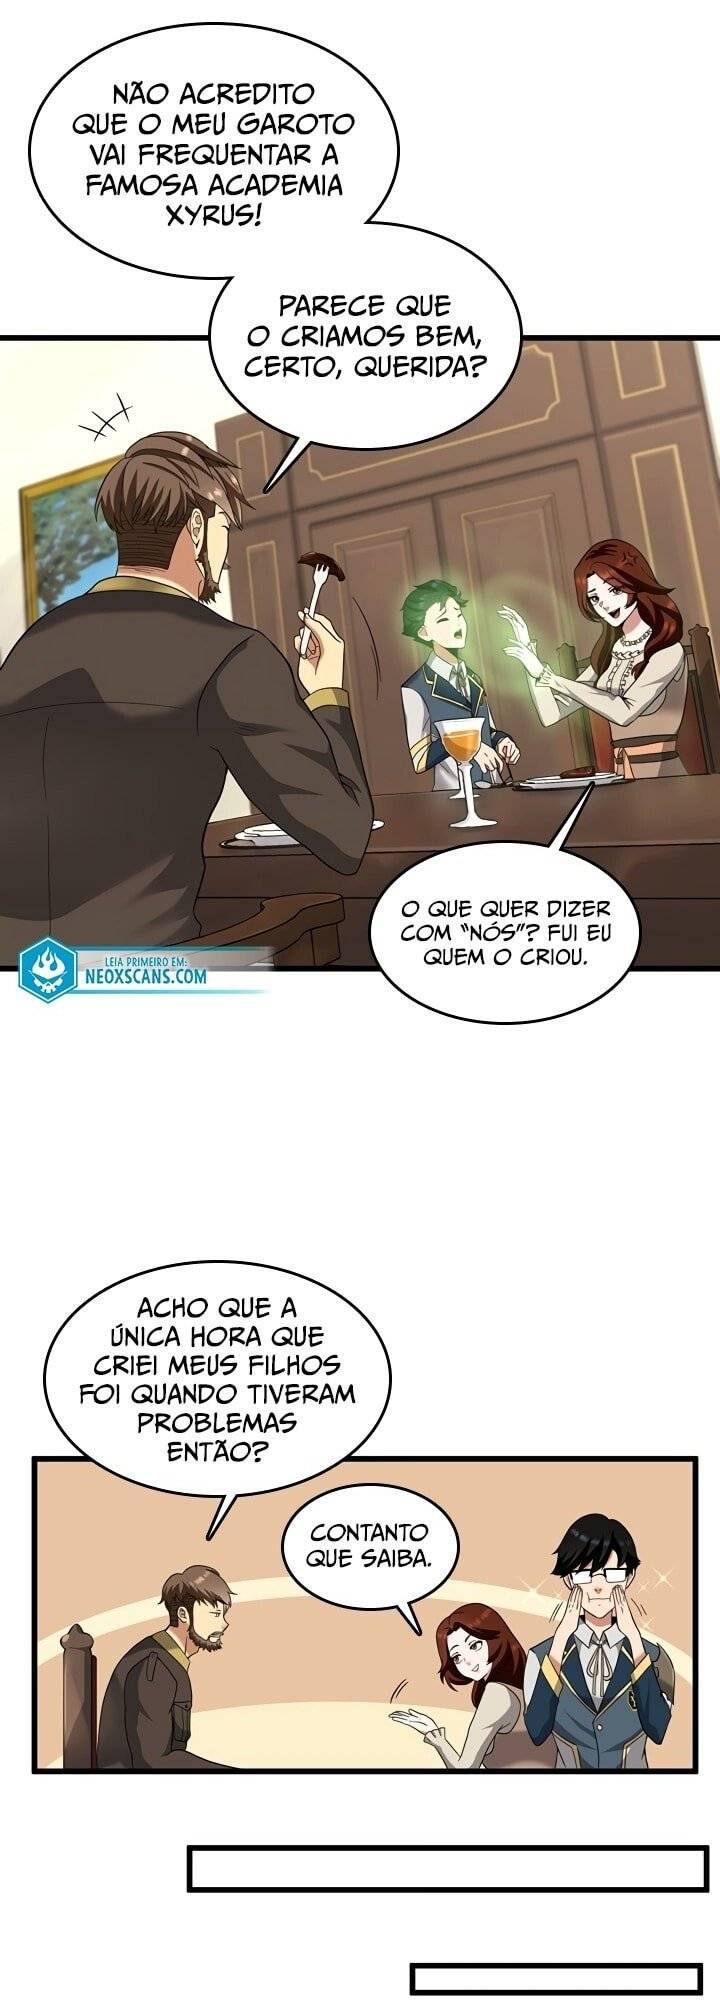 NÃO ACREDITO
QUE O MEU GAROTO
VAI FREQUENTAR A
FAMOSA ACADEMIA
XYRUS!
PARECE QUE
O CRIAMOS BEM,
CERTO, QUERIDA?
O QUE QUER DIZER
COM “NÓS”? FUI EU
QUEM O CRIOU.
LEIA PRIMEIRO EM:
NEOXSCANS.COM
ACHO QUE A
ÚNICA HORA QUE
CRIEI MEUS FILHOS
FOI QUANDO TIVERAM
PROBLEMAS
ENTÃO?
CONTANTO
QUE SAIBA.